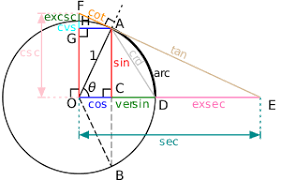 F
excsc
cot
A
H
cvs
G
csc
1
sin
crd
tan
arc
θ
O
cos
C
versin
D
exsec
E
sec
B